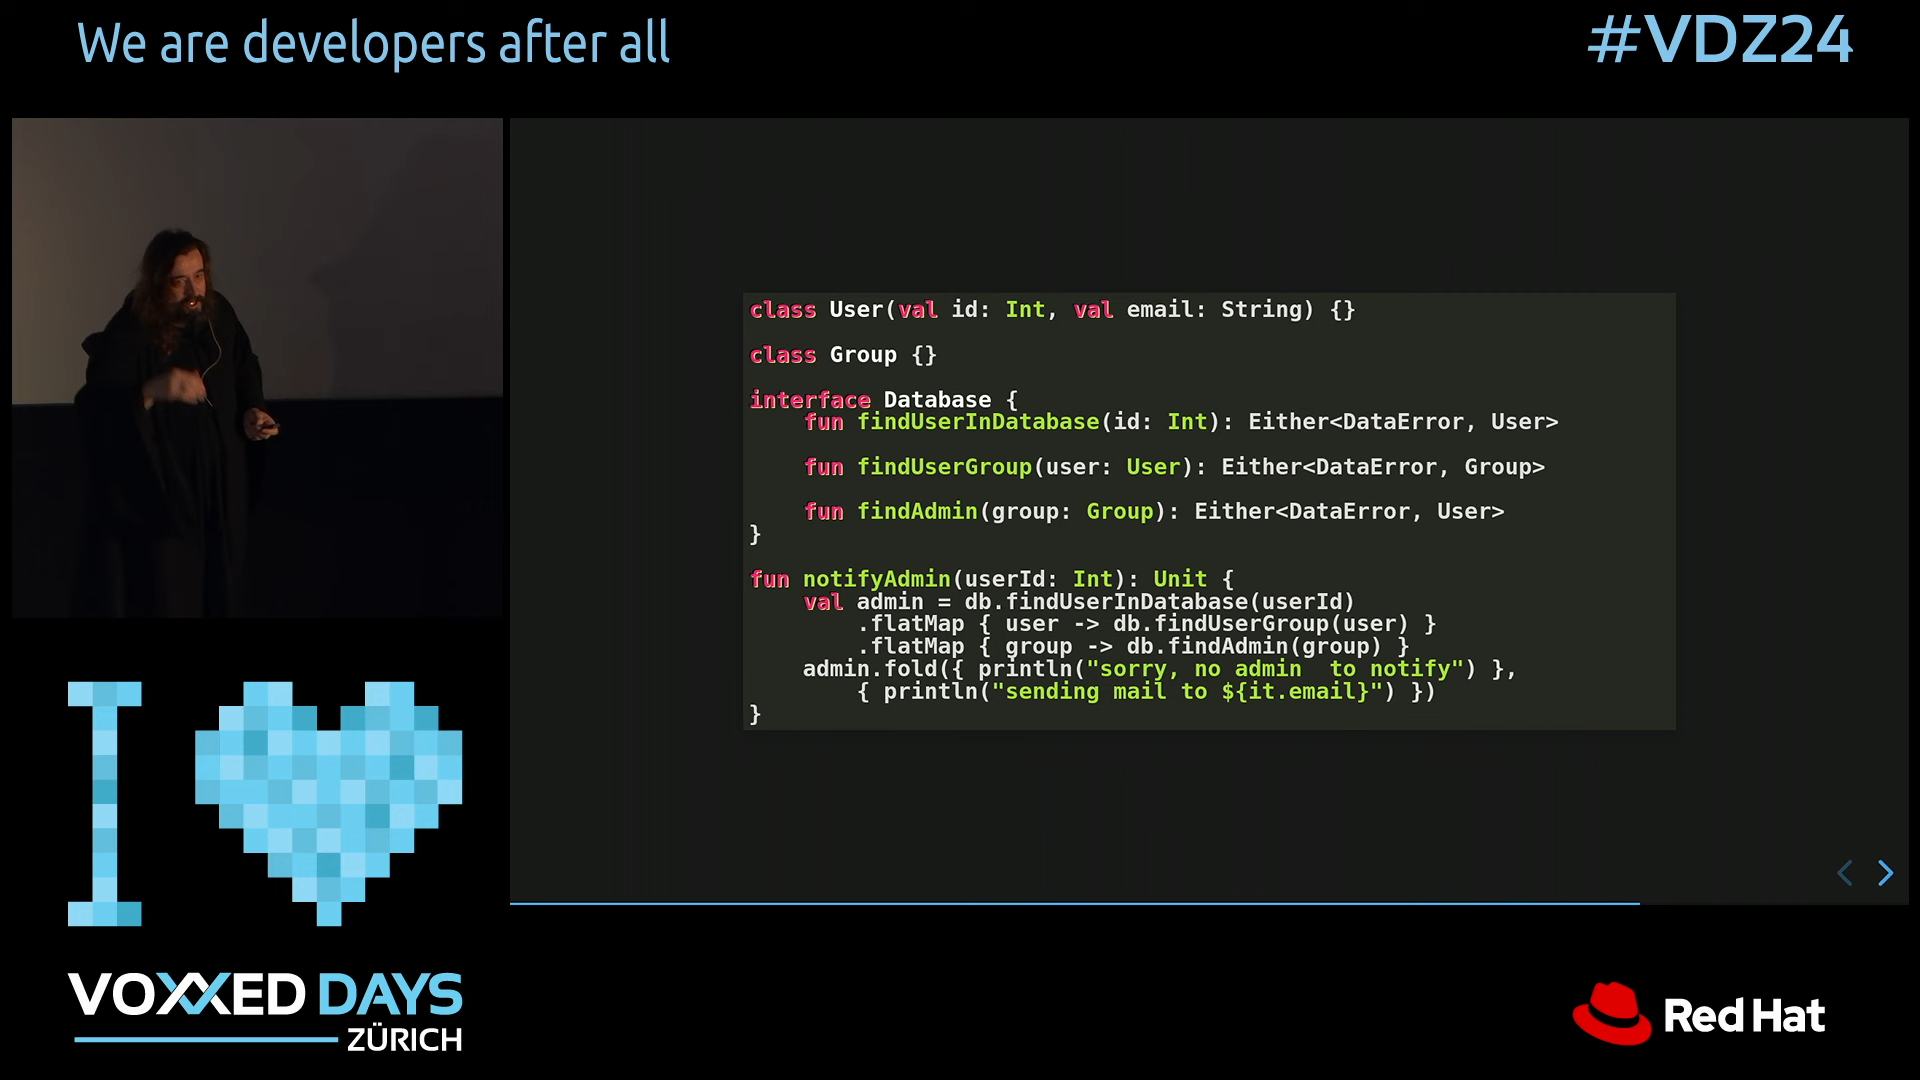 We are developers after all
#VDZ24
class User(val id: Int, val email: String) {}
class Group {}
interface Database {
    fun findUserInDatabase(id: Int): Either<DataError, User>
    fun findUserGroup(user: User): Either<DataError, Group>
    fun findAdmin(group: Group): Either<DataError, User>
}
fun notifyAdmin(userId: Int): Unit {
    val admin = db.findUserInDatabase(userId)
        .flatMap { user -> db.findUserGroup(user) }
        .flatMap { group -> db.findAdmin(group) }
    admin.fold({ println("sorry, no admin  to notify") },
        { println("sending mail to ${it.email}") })
}
I
VOXXED DAYS
ZÜRICH
Red Hat